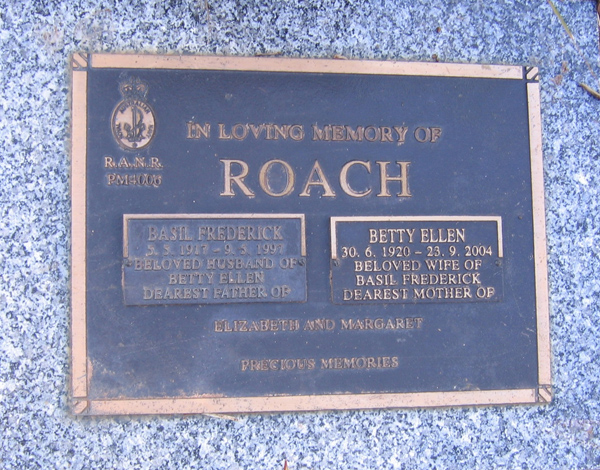 IN LOVING MEMORY OF
R.A.N.R.
PM4006
ROACH
BASIL FREDERICK
5. 5. 1917 - 9. 5. 1997
BELOVED HUSBAND OF
BETTY ELLEN
DEAREST FATHER OF
BETTY ELLEN
30. 6. 1920 - 23. 9. 2004
BELOVED WIFE OF
BASIL FREDERICK
DEAREST MOTHER OF
ELIZABETH AND MARGARET
PRECIOUS MEMORIES